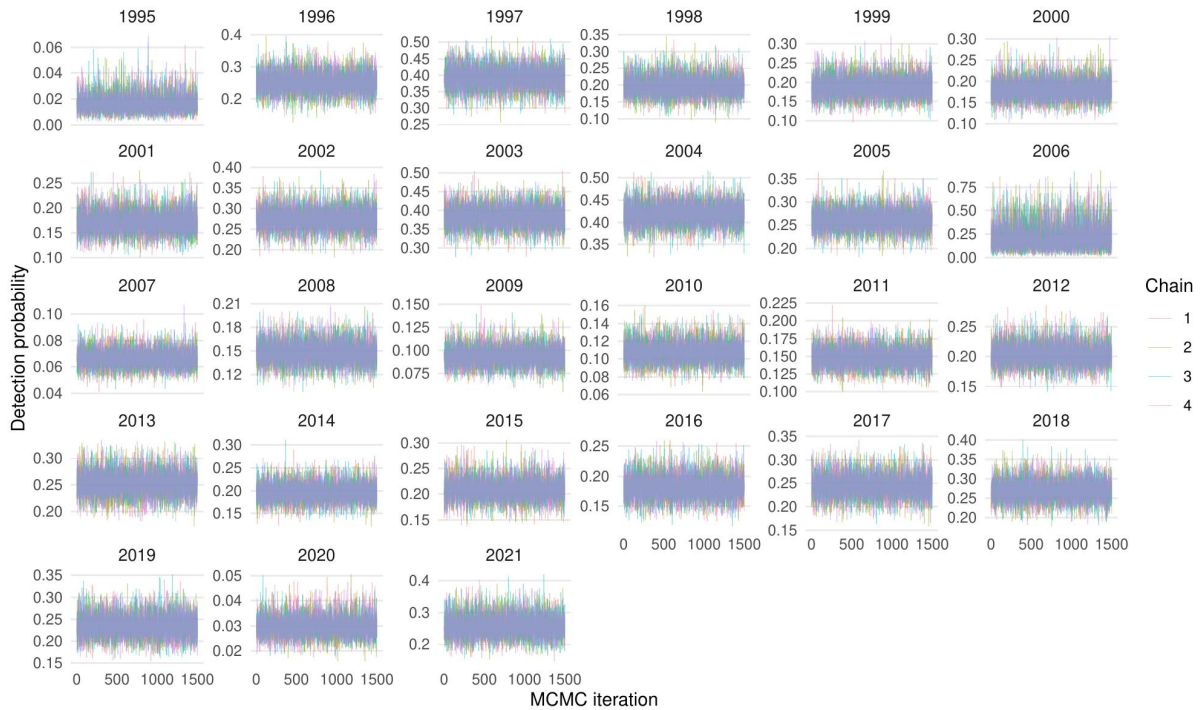 1995 1996 1997 1998 1999 2000
0.06 0.04 0.02 0.00
0.4 0.3 0.2
0.50 0.45 0.40 0.35 0.30 0.25
0.35 0.30 0.25 0.20 0.15 0.10
0.30 0.25 0.20 0.15 0.10
0.30 0.25 0.20 0.15 0.10
2001 2002 2003 2004 2005 2006
0.25 0.20 0.15 0.10
0.40 0.35 0.30 0.25 0.20
0.50 0.45 0.40 0.35 0.30
0.50 0.45 0.40 0.35
0.35 0.30 0.25 0.20
0.75 0.50 0.25 0.00
Detection probability
2007 2008 2009 2010 2011 2012
0.10 0.08 0.06 0.04
0.21 0.18 0.15 0.12
0.150 0.125 0.100 0.075
0.16 0.14 0.12 0.10 0.08 0.06
0.225 0.200 0.175 0.150 0.125 0.100
0.25 0.20 0.15
Chain
1
2
3
4
2013 2014 2015 2016 2017 2018
0.30 0.25 0.20
0.30 0.25 0.20 0.15
0.30 0.25 0.20 0.15
0.25 0.20 0.15
0.35 0.30 0.25 0.20 0.15
0.40 0.35 0.30 0.25 0.20
0 500 1000 1500 0 500 1000 1500 0 500 1000 1500
2019 2020 2021
0.35 0.30 0.25 0.20 0.15
0.05 0.04 0.03 0.02
0.4 0.3 0.2
0 500 1000 1500 0 500 1000 1500 0 500 1000 1500
MCMC iteration